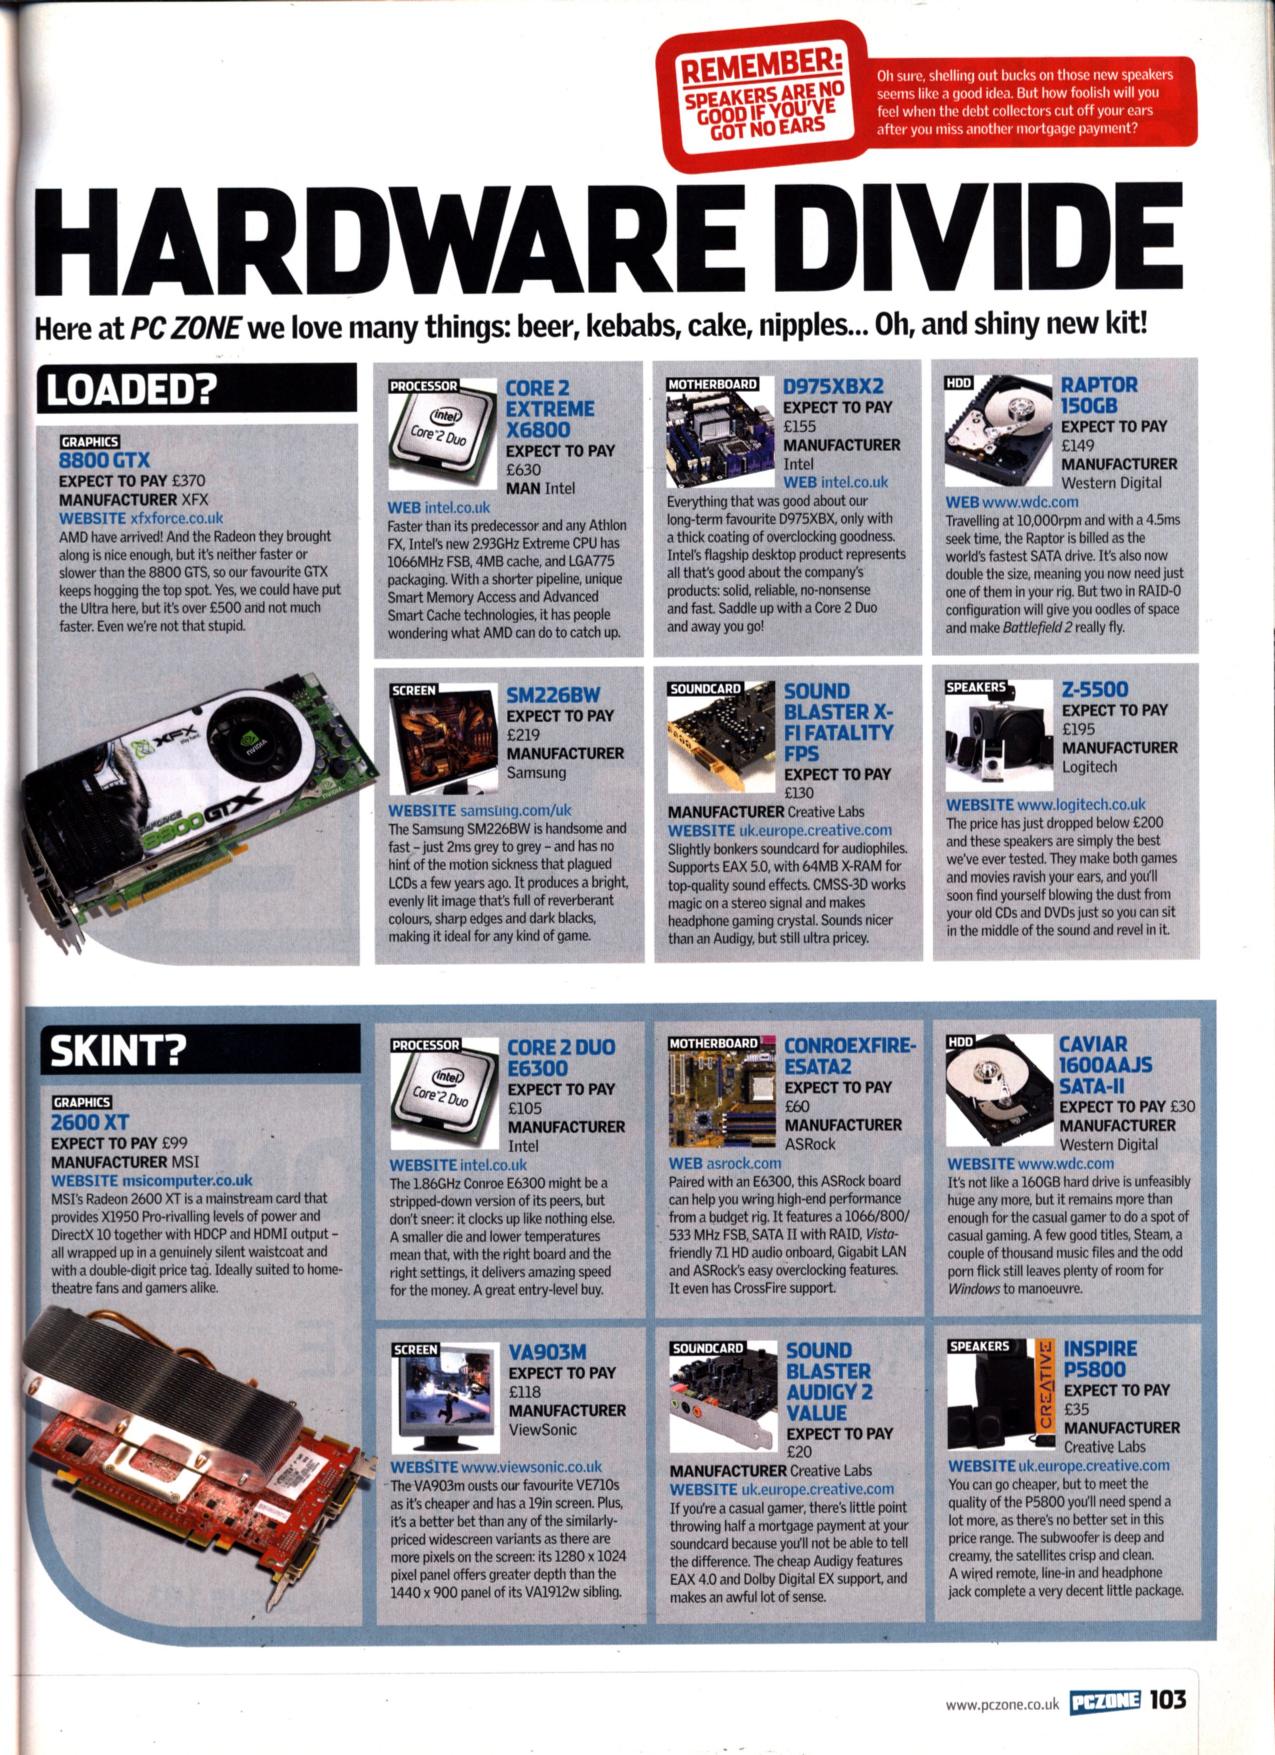 REMEMBER:
SPEAKERS ARE NO
GOOD IF YOU'VE
GOT NO EARS
Oh sure, shelling out bucks on those new speakers
seems like a good idea. But how foolish will you
feel when the debt collectors cut off your ears
after you miss another mortgage payment?
HARDWARE DIVIDE
Here at PC ZONE we love many things: beer, kebabs, cake, nipples... Oh, and shiny new kit!
LOADED?
GRAPHICS
8800 GTX
EXPECT TO PAY £370
MANUFACTURER XFX
WEBSITE xfxforce.co.uk
AMD have arrived! And the Radeon they brought
along is nice enough, but it's neither faster or
slower than the 8800 GTS, so our favourite GTX
keeps hogging the top spot. Yes, we could have put
the Ultra here, but it's over £500 and not much
faster. Even we're not that stupid.
XFX
NVIDIA
GEFORCE
8800GTX
PROCESSOR
intel
Core™2 Duo
CORE 2
EXTREME
X6800
EXPECT TO PAY
£630
MAN Intel
WEB intel.co.uk
Faster than its predecessor and any Athlon
FX, Intel's new 2.93GHz Extreme CPU has
1066MHz FSB, 4MB cache, and LGA775
packaging. With a shorter pipeline, unique
Smart Memory Access and Advanced
Smart Cache technologies, it has people
wondering what AMD can do to catch up.
MOTHERBOARD
D975XBX2
EXPECT TO PAY
£155
MANUFACTURER
Intel
WEB intel.co.uk
Everything that was good about our
long-term favourite D975XBX, only with
a thick coating of overclocking goodness.
Intel's flagship desktop product represents
all that's good about the company's
products: solid, reliable, no-nonsense
and fast. Saddle up with a Core 2 Duo
and away you go!
HDD
RAPTOR
150GB
EXPECT TO PAY
£149
MANUFACTURER
Western Digital
WEB www.wdc.com
Travelling at 10,000rpm and with a 4.5ms
seek time, the Raptor is billed as the
world's fastest SATA drive. It's also now
double the size, meaning you now need just
one of them in your rig. But two in RAID-0
configuration will give you oodles of space
and make Battlefield 2 really fly.
SCREEN
SM226BW
EXPECT TO PAY
£219
MANUFACTURER
Samsung
WEBSITE samsung.com/uk
The Samsung SM226BW is handsome and
fast – just 2ms grey to grey – and has no
hint of the motion sickness that plagued
LCDs a few years ago. It produces a bright,
evenly lit image that's full of reverberant
colours, sharp edges and dark blacks,
making it ideal for any kind of game.
SOUNDCARD
SOUND
BLASTER X-
FI FATAL1TY
FPS
EXPECT TO PAY
£130
MANUFACTURER Creative Labs
WEBSITE uk.europe.creative.com
Slightly bonkers soundcard for audiophiles.
Supports EAX 5.0, with 64MB X-RAM for
top-quality sound effects. CMSS-3D works
magic on a stereo signal and makes
headphone gaming crystal. Sounds nicer
than an Audigy, but still ultra pricey.
SPEAKERS
Z-5500
EXPECT TO PAY
£195
MANUFACTURER
Logitech
WEBSITE www.logitech.co.uk
The price has just dropped below £200
and these speakers are simply the best
we've ever tested. They make both games
and movies ravish your ears, and you'll
soon find yourself blowing the dust from
your old CDs and DVDs just so you can sit
in the middle of the sound and revel in it.
SKINT?
GRAPHICS
2600 XT
EXPECT TO PAY £99
MANUFACTURER MSI
WEBSITE msicomputer.co.uk
MSI's Radeon 2600 XT is a mainstream card that
provides X1950 Pro-rivalling levels of power and
DirectX 10 together with HDCP and HDMI output –
all wrapped up in a genuinely silent waistcoat and
with a double-digit price tag. Ideally suited to home-
theatre fans and gamers alike.
PROCESSOR
intel
Core™2 Duo
CORE 2 DUO
E6300
EXPECT TO PAY
£105
MANUFACTURER
Intel
WEBSITE intel.co.uk
The 1.86GHz Conroe E6300 might be a
stripped-down version of its peers, but
don't sneer: it clocks up like nothing else.
A smaller die and lower temperatures
mean that, with the right board and the
right settings, it delivers amazing speed
for the money. A great entry-level buy.
MOTHERBOARD
CONROEXFIRE-
ESATA2
EXPECT TO PAY
£60
MANUFACTURER
ASRock
WEB asrock.com
Paired with an E6300, this ASRock board
can help you wring high-end performance
from a budget rig. It features a 1066/800/
533 MHz FSB, SATA II with RAID, Vista-
friendly 7.1 HD audio onboard, Gigabit LAN
and ASRock's easy overclocking features.
It even has CrossFire support.
HDD
CAVIAR
1600AAJS
SATA-II
EXPECT TO PAY £30
MANUFACTURER
Western Digital
WEBSITE www.wdc.com
It's not like a 160GB hard drive is unfeasibly
huge any more, but it remains more than
enough for the casual gamer to do a spot of
casual gaming. A few good titles, Steam, a
couple of thousand music files and the odd
porn flick still leaves plenty of room for
Windows to manoeuvre.
SCREEN
VA903M
EXPECT TO PAY
£118
MANUFACTURER
ViewSonic
WEBSITE www.viewsonic.co.uk
The VA903m ousts our favourite VE710s
as it's cheaper and has a 19in screen. Plus,
it's a better bet than any of the similarly-
priced widescreen variants as there are
more pixels on the screen: its 1280 x 1024
pixel panel offers greater depth than the
1440 x 900 panel of its VA1912w sibling.
SOUNDCARD
SOUND
BLASTER
AUDIGY 2
VALUE
EXPECT TO PAY
£20
MANUFACTURER Creative Labs
WEBSITE uk.europe.creative.com
If you're a casual gamer, there's little point
throwing half a mortgage payment at your
soundcard because you'll not be able to tell
the difference. The cheap Audigy features
EAX 4.0 and Dolby Digital EX support, and
makes an awful lot of sense.
SPEAKERS
CREATIVE
INSPIRE
P5800
EXPECT TO PAY
£35
MANUFACTURER
Creative Labs
WEBSITE uk.europe.creative.com
You can go cheaper, but to meet the
quality of the P5800 you'll need spend a
lot more, as there's no better set in this
price range. The subwoofer is deep and
creamy, the satellites crisp and clean.
A wired remote, line-in and headphone
jack complete a very decent little package.
www.pczone.co.uk PCZONE 103